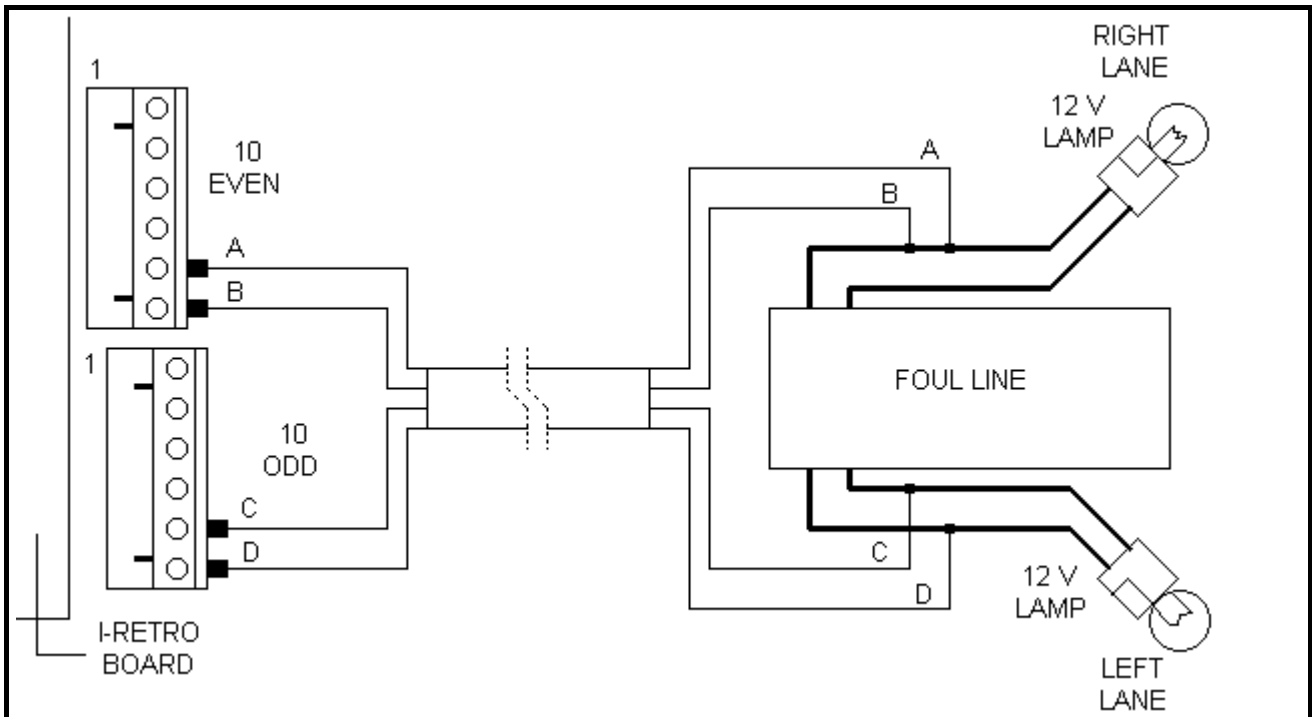 RIGHT
LANE
1
12 V
LAMP
10
EVEN
A
B
A
B
FOUL LINE
1
10
ODD
C
D
C
D
12 V
LAMP
I-RETRO
BOARD
LEFT
LANE